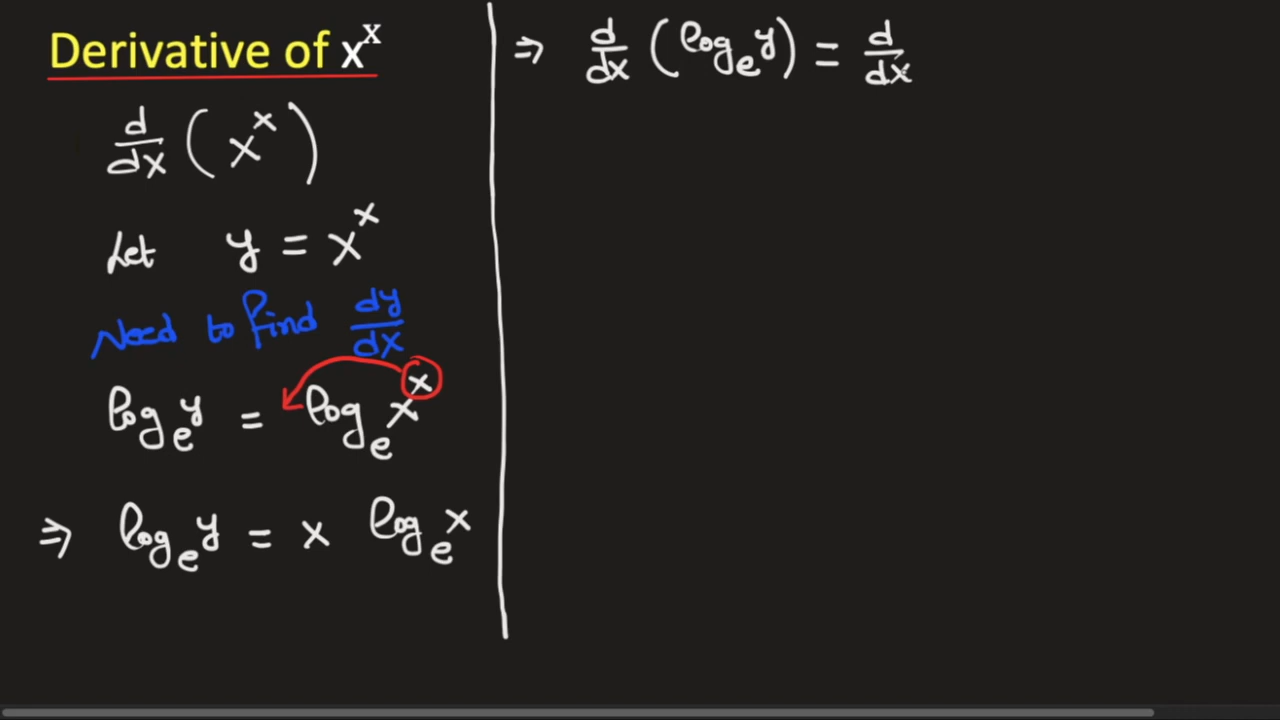 Derivative of xˣ
d/dx (xˣ)
Let y = xˣ
Need to find dy/dx
logₑy = logₑxˣ
⇒ logₑy = x logₑx
⇒ d/dx (logₑy) = d/dx